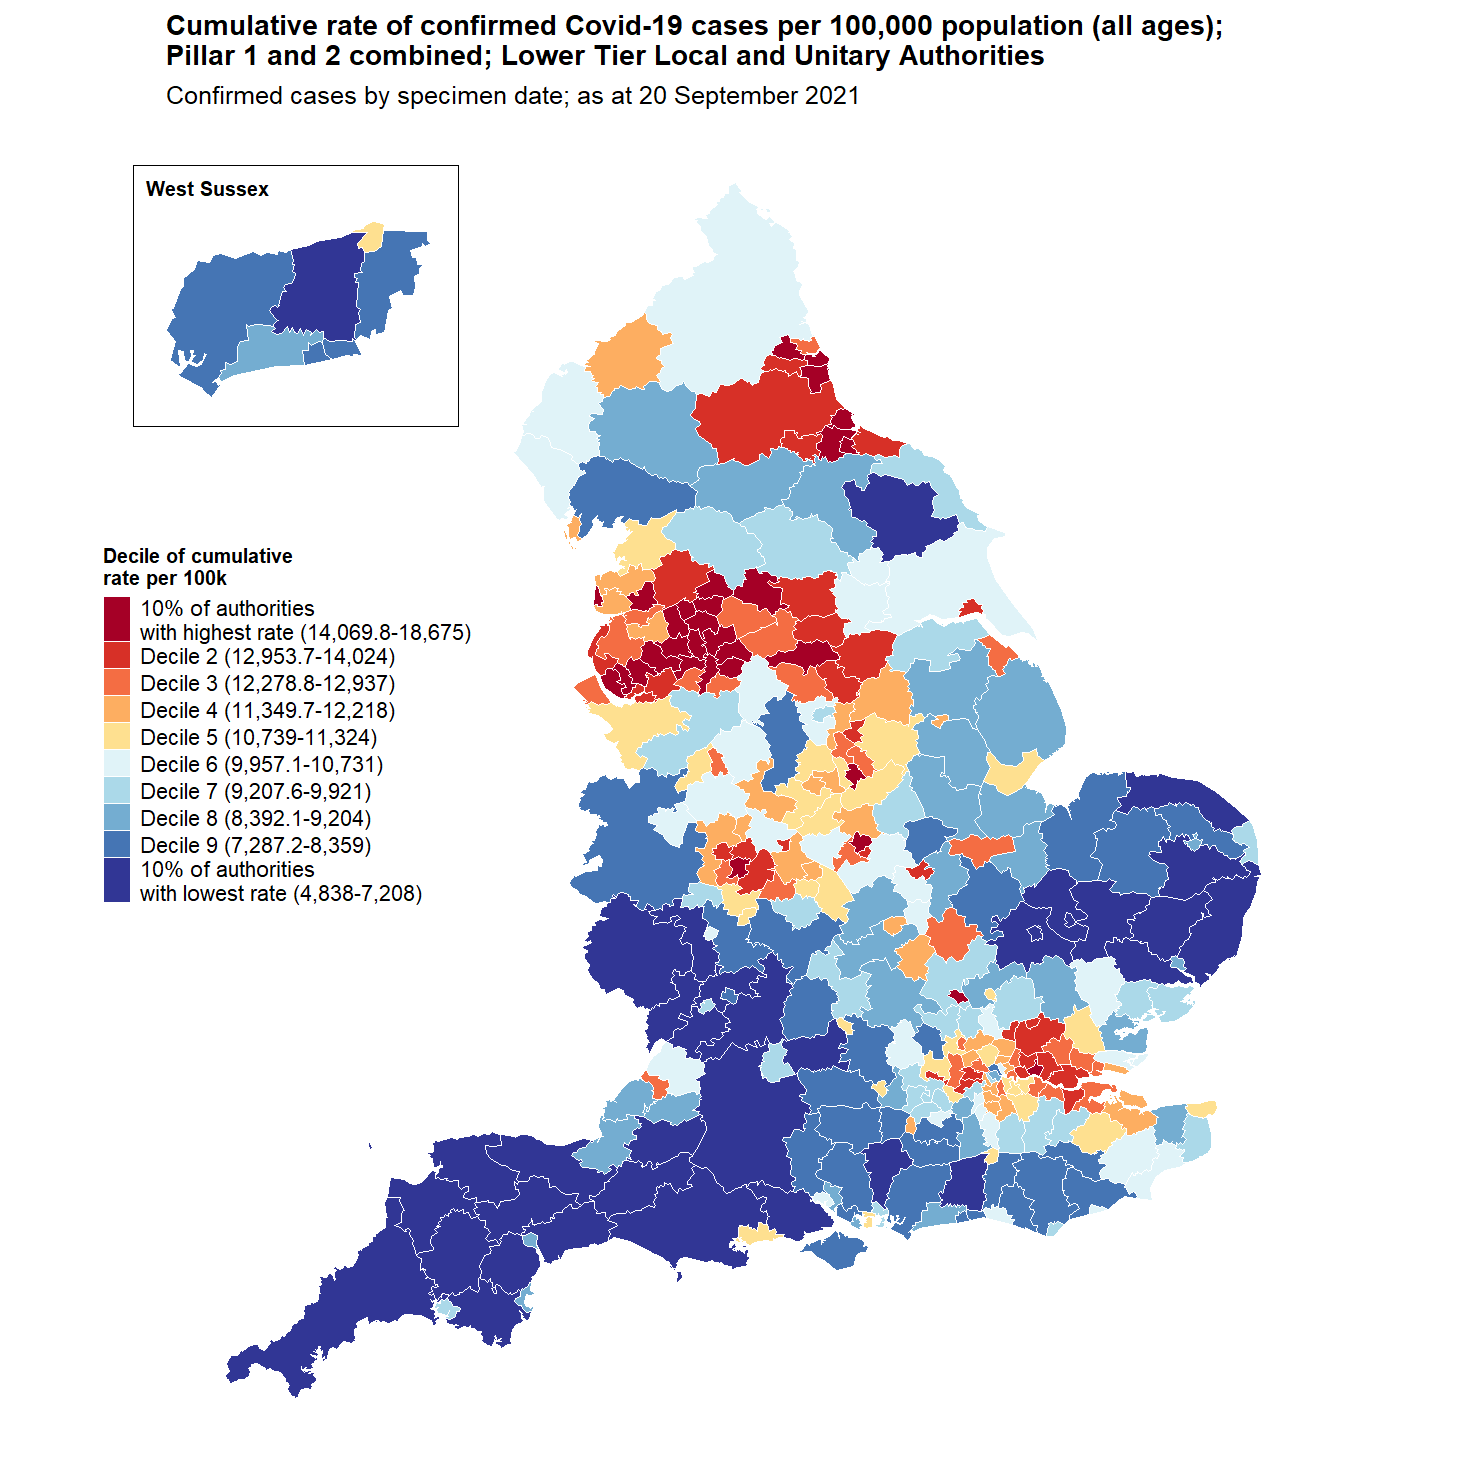 Cumulative rate of confirmed Covid-19 cases per 100,000 population (all ages);
Pillar 1 and 2 combined; Lower Tier Local and Unitary Authorities
Confirmed cases by specimen date; as at 20 September 2021
West Sussex
Decile of cumulative
rate per 100k
10% of authorities
with highest rate (14,069.8-18,675)
Decile 2 (12,953.7-14,024)
Decile 3 (12,278.8-12,937)
Decile 4 (11,349.7-12,218)
Decile 5 (10,739-11,324)
Decile 6 (9,957.1-10,731)
Decile 7 (9,207.6-9,921)
Decile 8 (8,392.1-9,204)
Decile 9 (7,287.2-8,359)
10% of authorities
with lowest rate (4,838-7,208)